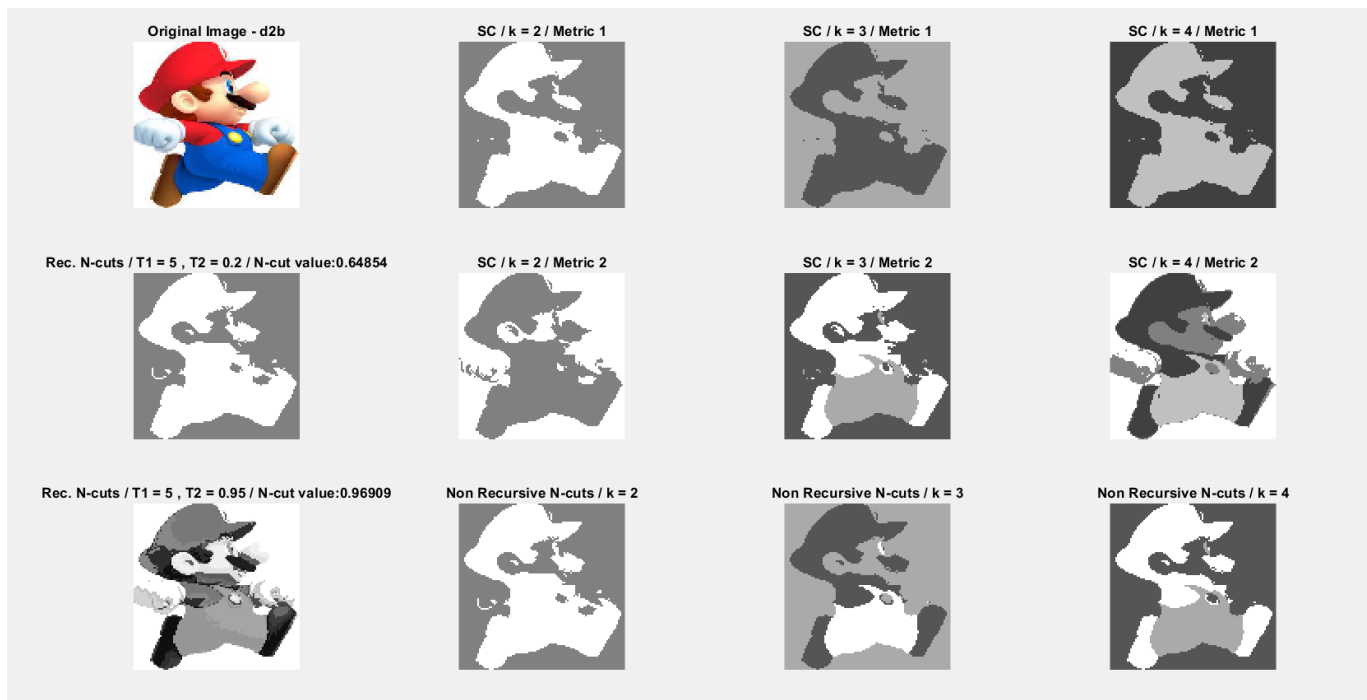 Original Image - d2b
SC / k = 2 / Metric 1
SC / k = 3 / Metric 1
SC / k = 4 / Metric 1
Rec. N-cuts / T1 = 5 , T2 = 0.2 / N-cut value:0.64854
SC / k = 2 / Metric 2
SC / k = 3 / Metric 2
SC / k = 4 / Metric 2
Rec. N-cuts / T1 = 5 , T2 = 0.95 / N-cut value:0.96909
Non Recursive N-cuts / k = 2
Non Recursive N-cuts / k = 3
Non Recursive N-cuts / k = 4